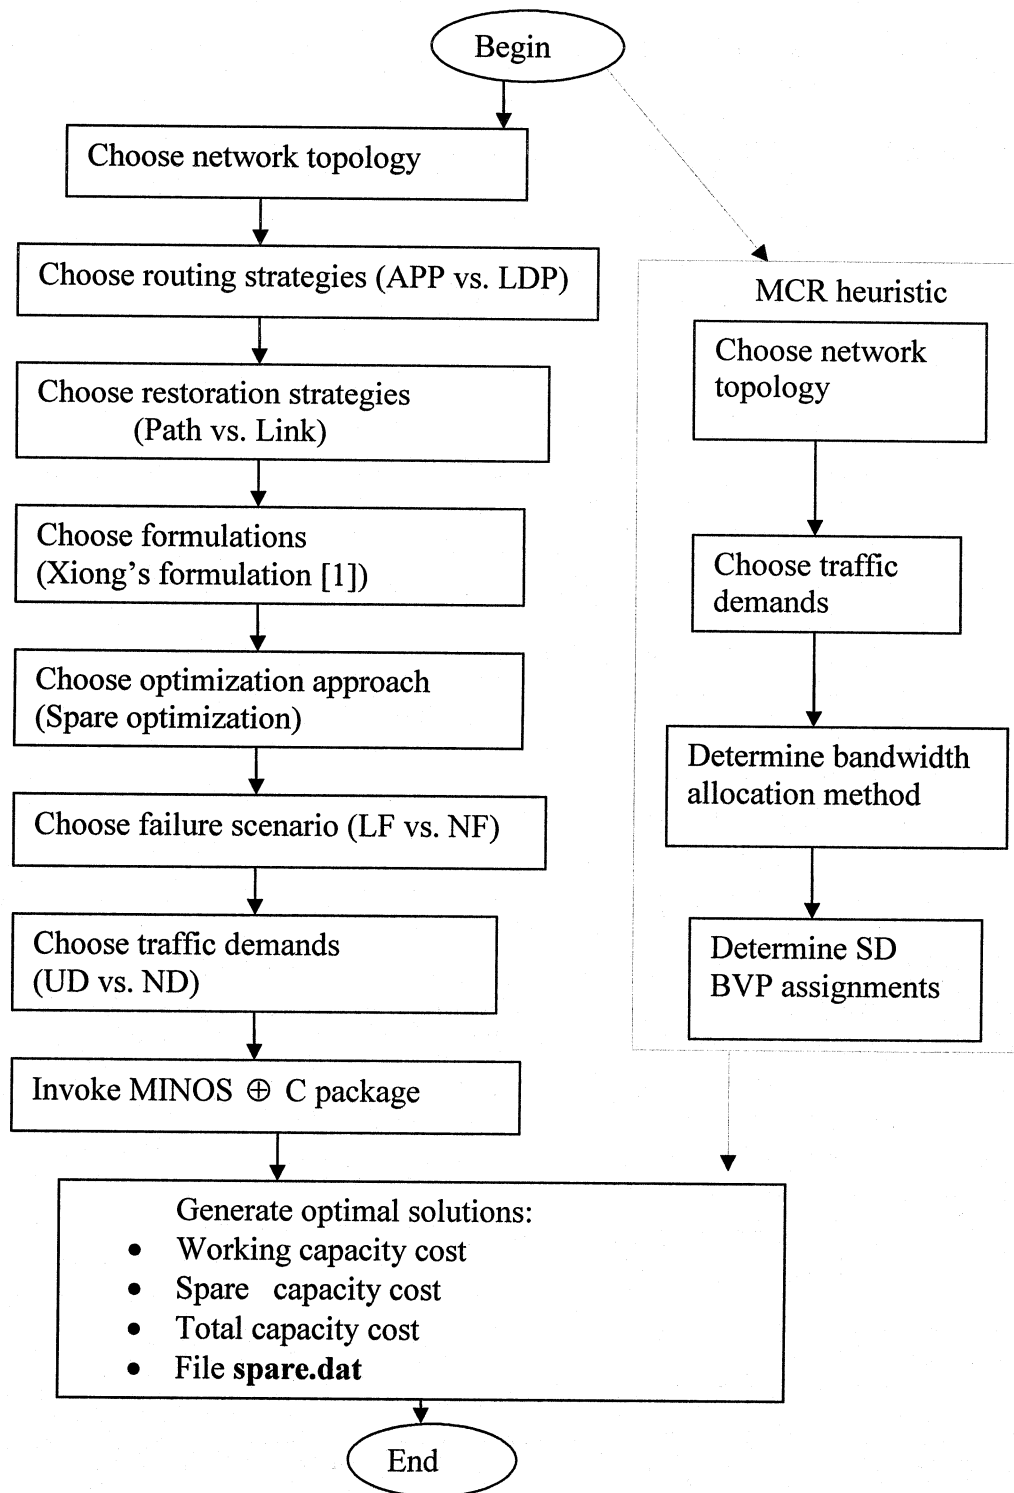 Begin
Choose network topology
Choose routing strategies (APP vs. LDP)
Choose restoration strategies
(Path vs. Link)
Choose formulations
(Xiong's formulation [1])
Choose optimization approach
(Spare optimization)
Choose failure scenario (LF vs. NF)
Choose traffic demands
(UD vs. ND)
Invoke MINOS ⊕ C package
MCR heuristic
Choose network
topology
Choose traffic
demands
Determine bandwidth
allocation method
Determine SD
BVP assignments
Generate optimal solutions:
• Working capacity cost
• Spare capacity cost
• Total capacity cost
• File spare.dat
End